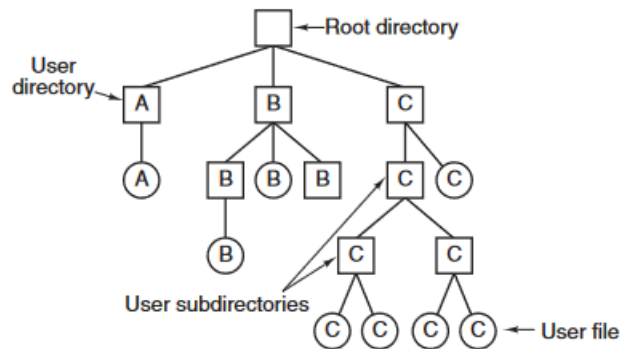 Root directory
User
directory
A B C
A B B B C C
B C C
User subdirectories
C C C C
User file